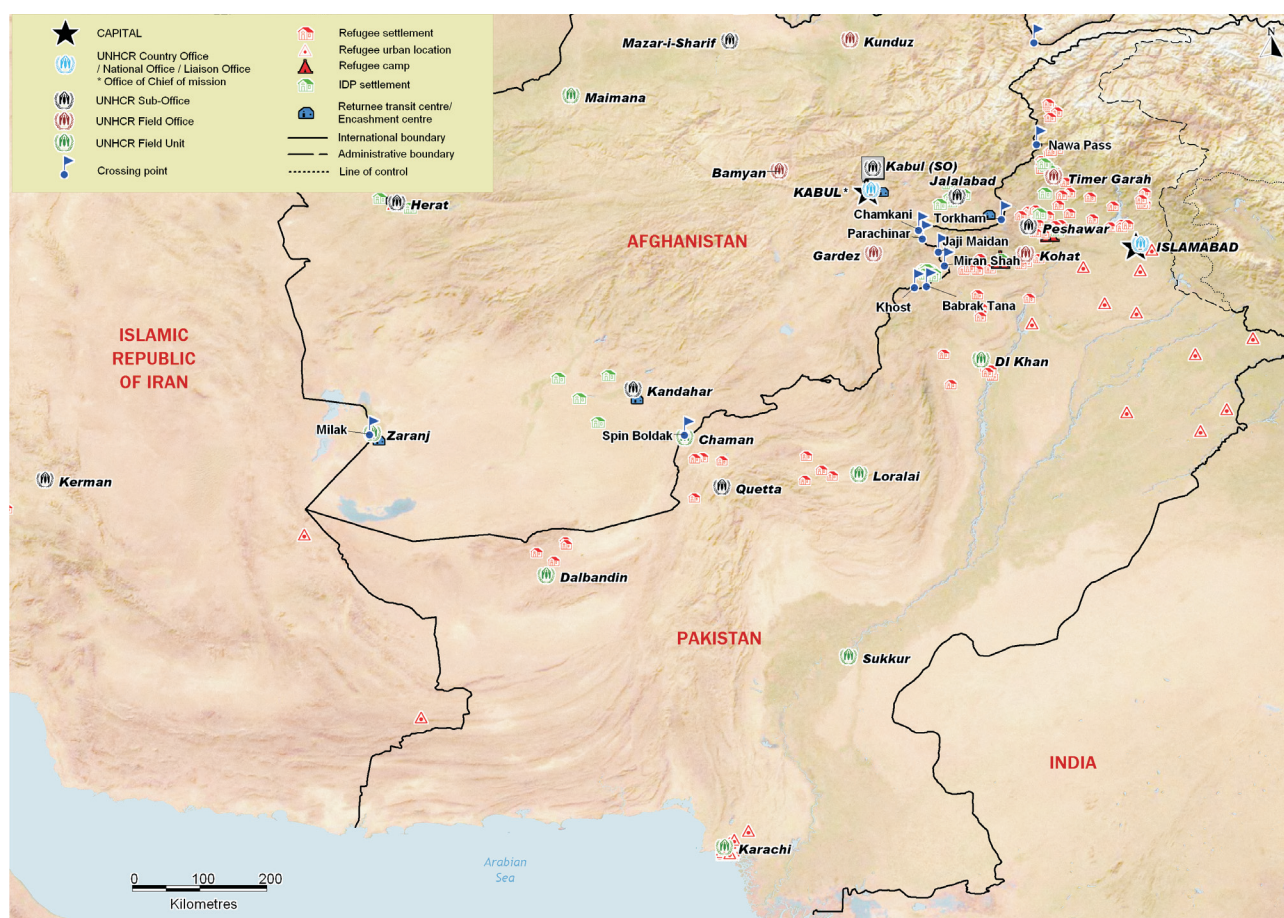 CAPITAL
UNHCR Country Office
/ National Office / Liaison Office
* Office of Chief of mission
UNHCR Sub-Office
UNHCR Field Office
UNHCR Field Unit
Crossing point
Refugee settlement
Refugee urban location
Refugee camp
IDP settlement
Returnee transit centre/
Encashment centre
International boundary
Administrative boundary
Line of control
Mazar-i-Sharif
Kunduz
Maimana
Nawa Pass
Bamyan
Kabul (SO)
KABUL*
Jalalabad
Timer Garah
Herat
Chamkani
Torkham
Parachinar
Peshawar
AFGHANISTAN
Jaji Maidan
ISLAMABAD
Gardez
Miran Shah
Kohat
Khost
Babrak Tana
ISLAMIC
REPUBLIC
OF IRAN
DI Khan
Kandahar
Milak
Zaranj
Spin Boldak
Chaman
Kerman
Quetta
Loralai
Dalbandin
PAKISTAN
Sukkur
INDIA
Karachi
Arabian
Sea
0 100 200
Kilometres
N